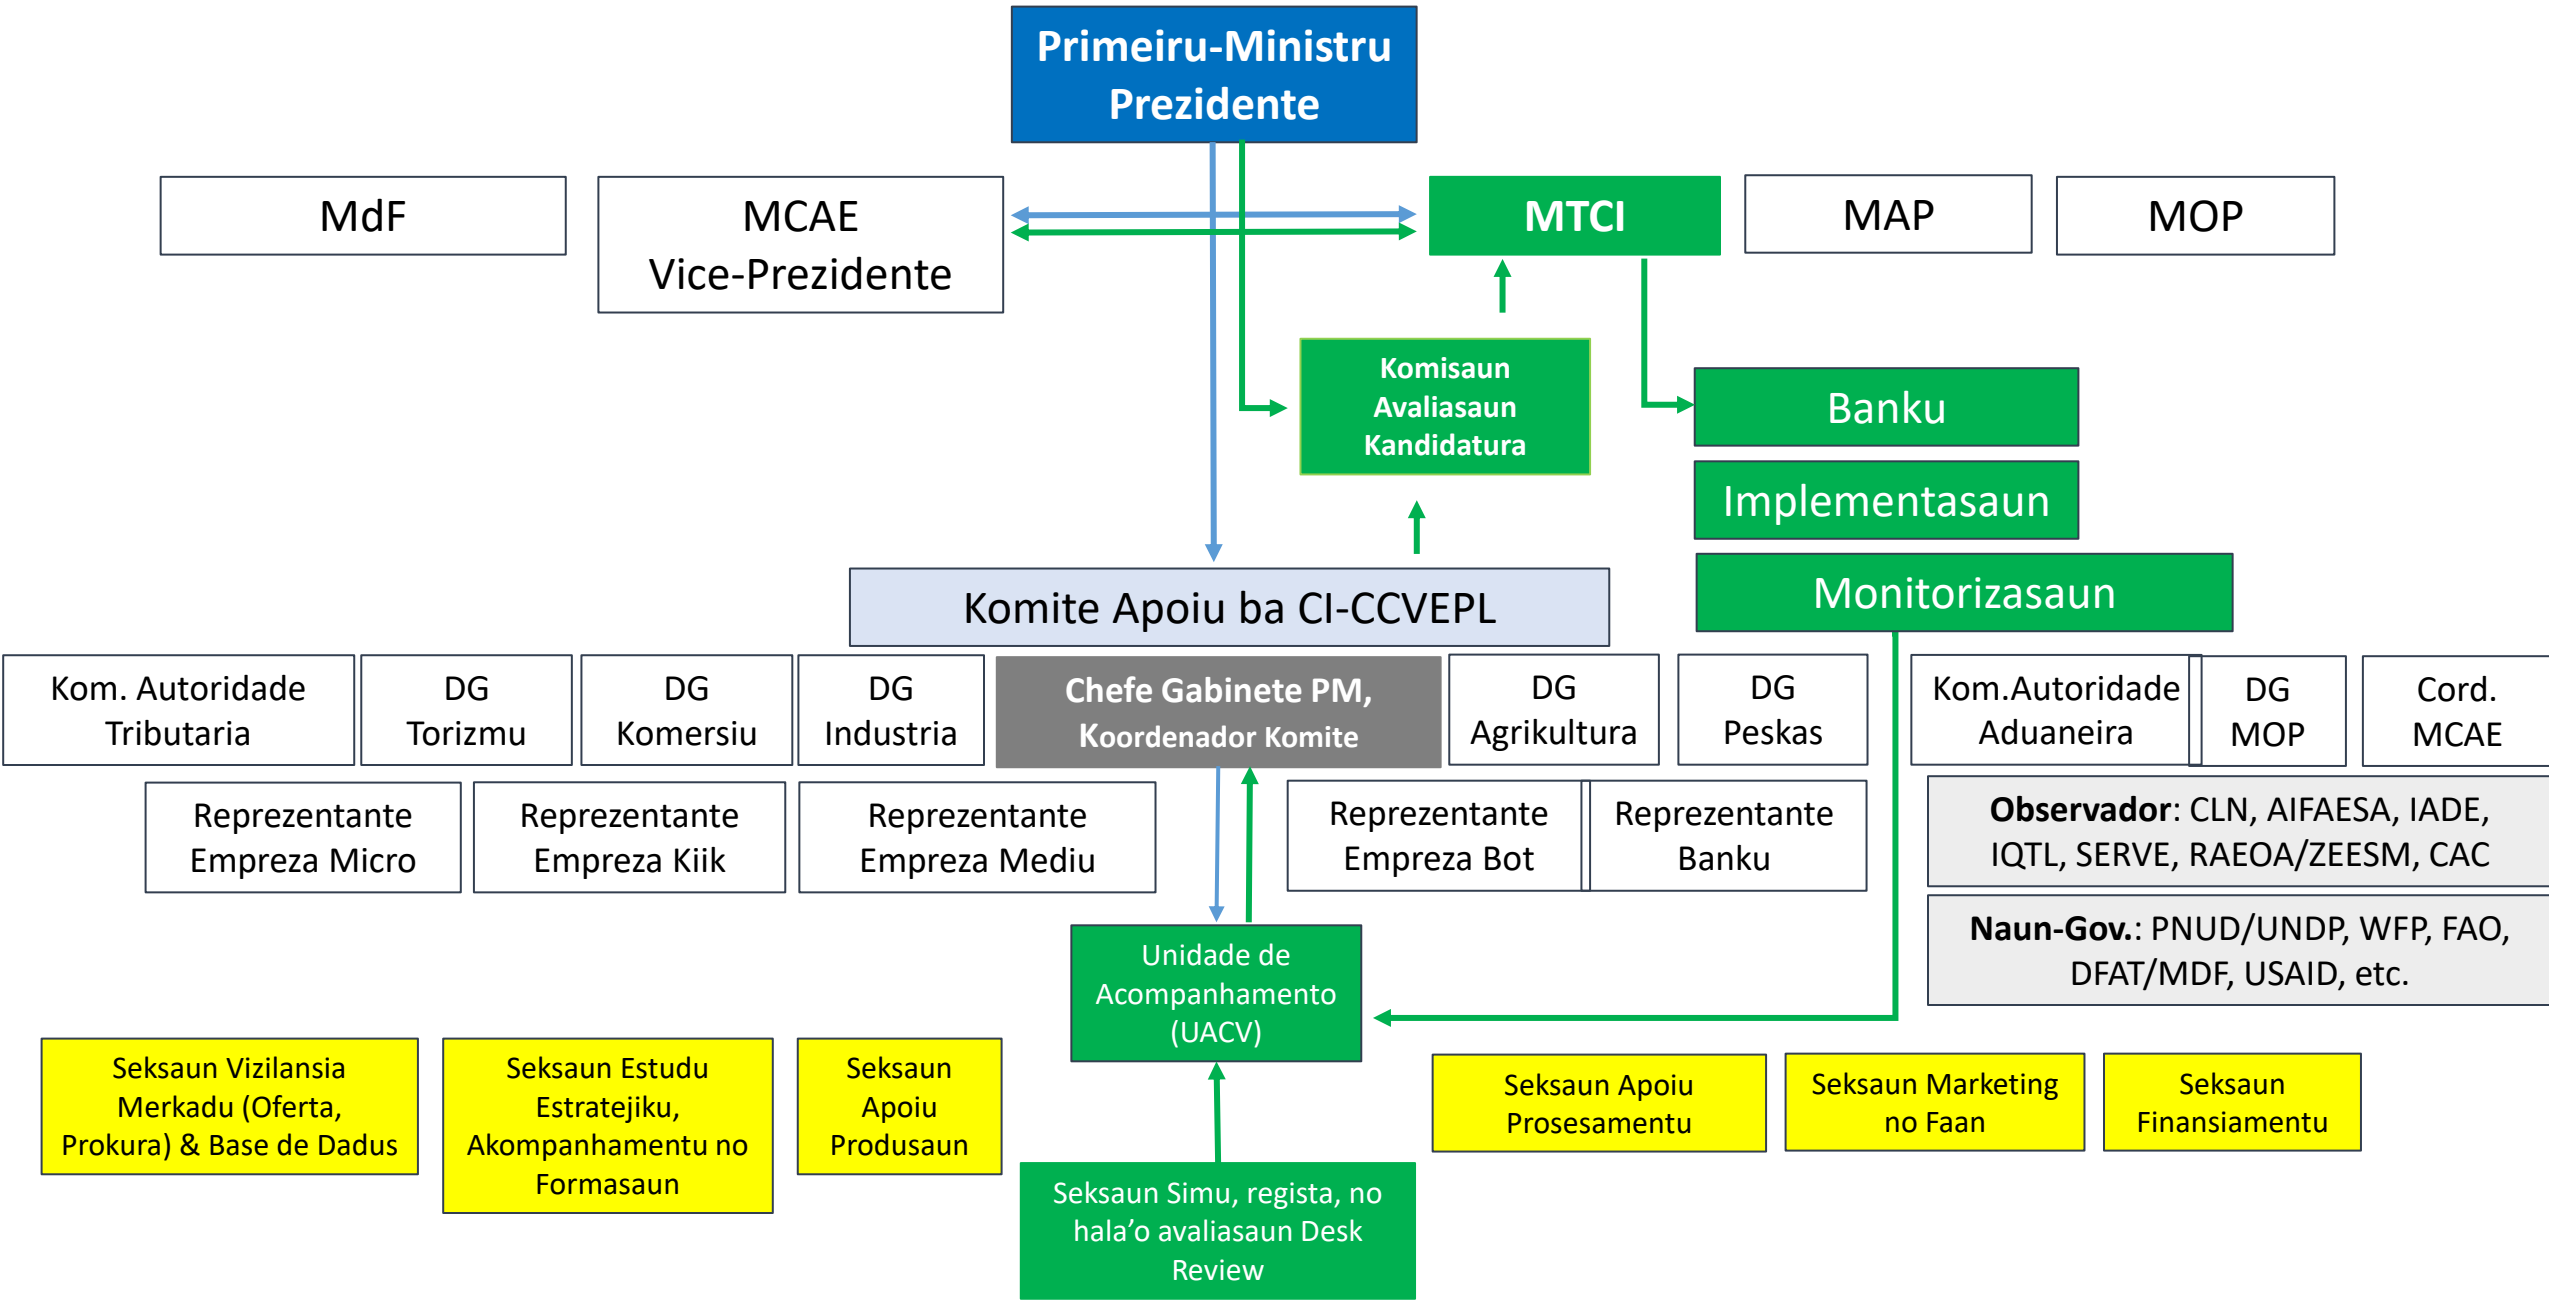 Primeiru-Ministru
Prezidente
MdF
MCAE
Vice-Prezidente
MTCI
MAP
MOP
Komisaun
Avaliasaun
Kandidatura
Banku
Implementasaun
Monitorizasaun
Komite Apoiu ba CI-CCVEPL
Kom. Autoridade
Tributaria
DG
Torizmu
DG
Komersiu
DG
Industria
Chefe Gabinete PM,
Koordenador Komite
DG
Agrikultura
DG
Peskas
Kom.Autoridade
Aduaneira
DG
MOP
Cord.
MCAE
Reprezentante
Empreza Micro
Reprezentante
Empreza Kiik
Reprezentante
Empreza Mediu
Reprezentante
Empreza Bot
Reprezentante
Banku
Observador: CLN, AIFAESA, IADE,
IQTL, SERVE, RAEOA/ZEESM, CAC
Naun-Gov.: PNUD/UNDP, WFP, FAO,
DFAT/MDF, USAID, etc.
Unidade de
Acompanhamento
(UACV)
Seksaun Vizilansia
Merkadu (Oferta,
Prokura) & Base de Dadus
Seksaun Estudu
Estratejiku,
Akompanhamentu no
Formasaun
Seksaun
Apoiu
Produsaun
Seksaun Apoiu
Prosesamentu
Seksaun Marketing
no Faan
Seksaun
Finansiamentu
Seksaun Simu, regista, no
hala’o avaliasaun Desk
Review